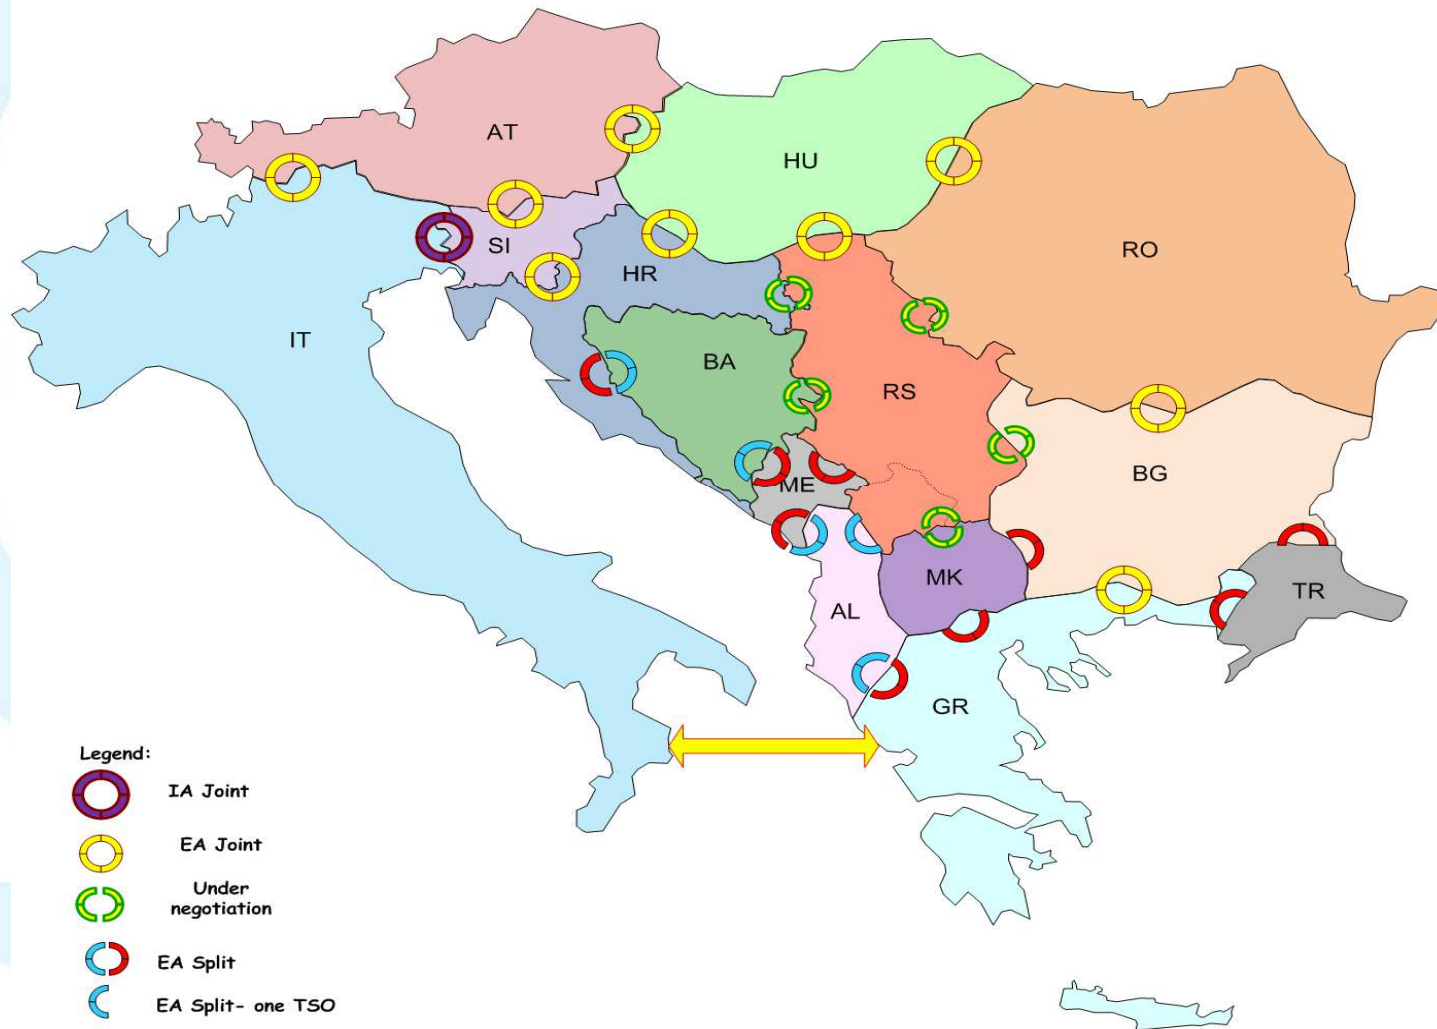 AT
HU
SI
HR
RO
IT
BA
RS
ME
BG
MK
AL
TR
GR
Legend:
IA Joint
EA Joint
Under
negotiation
EA Split
EA Split- one TSO